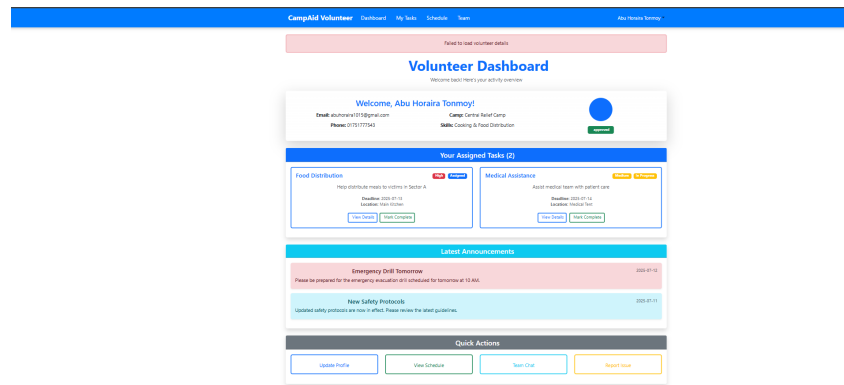 CampAid Volunteer Dashboard My Tasks Schedule Team Abu Horaira Tonmoy
Failed to load volunteer details
Volunteer Dashboard
Welcome back! Here's your activity overview
Welcome, Abu Horaira Tonmoy!
Email: abuhoraira1015@gmail.com Camp: Central Relief Camp
Phone: 01751777543 Skills: Cooking & Food Distribution
approved
Your Assigned Tasks (2)
Food Distribution High Assigned
Help distribute meals to victims in Sector A
Deadline: 2025-07-15
Location: Main Kitchen
View Details Mark Complete
Medical Assistance Medium In Progress
Assist medical team with patient care
Deadline: 2025-07-14
Location: Medical Tent
View Details Mark Complete
Latest Announcements
Emergency Drill Tomorrow 2025-07-12
Please be prepared for the emergency evacuation drill scheduled for tomorrow at 10 AM.
New Safety Protocols 2025-07-11
Updated safety protocols are now in effect. Please review the latest guidelines.
Quick Actions
Update Profile View Schedule Team Chat Report Issue